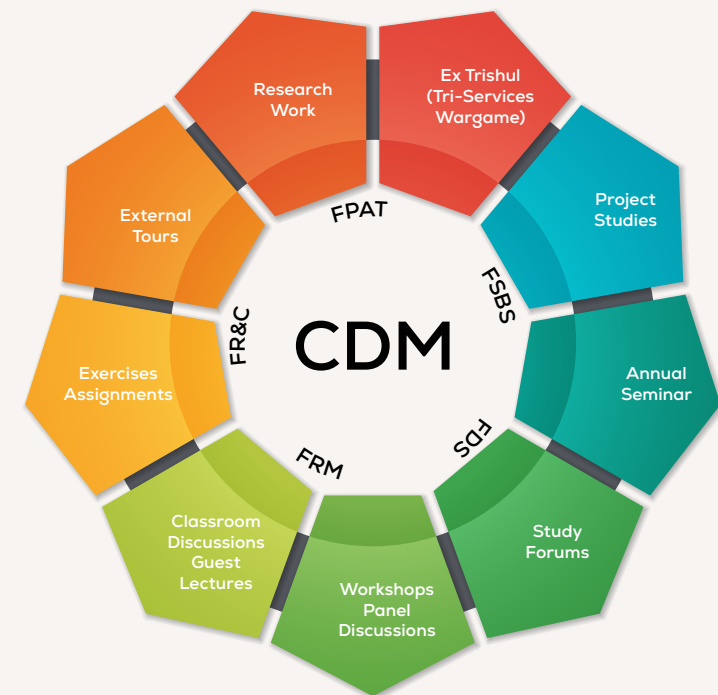 Research
Work
Ex Trishul
(Tri-Services
Wargame)
Project
Studies
Annual
Seminar
Study
Forums
Workshops
Panel
Discussions
Classroom
Discussions
Guest
Lectures
Exercises
Assignments
External
Tours
FPAT
FSBS
FDS
FRM
FR&C
CDM